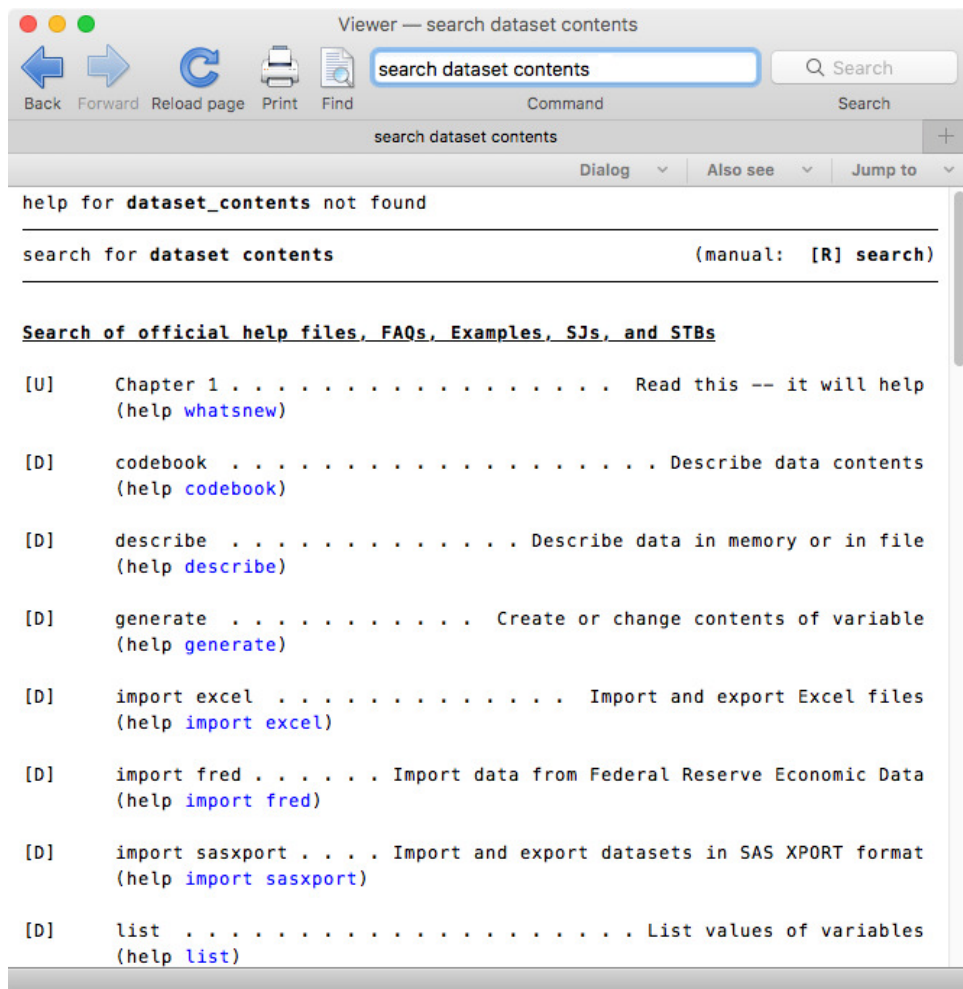 Viewer — search dataset contents
search dataset contents
Search
Back Forward Reload page Print Find Command Search
search dataset contents +
Dialog Also see Jump to
help for dataset_contents not found
search for dataset contents (manual: [R] search)
Search of official help files, FAQs, Examples, SJs, and STBs
[U] Chapter 1 . . . . . . . . . . . . . . . . . Read this -- it will help
(help whatsnew)
[D] codebook . . . . . . . . . . . . . . . . . . . Describe data contents
(help codebook)
[D] describe . . . . . . . . . . . . . Describe data in memory or in file
(help describe)
[D] generate . . . . . . . . . . . Create or change contents of variable
(help generate)
[D] import excel . . . . . . . . . . . . . Import and export Excel files
(help import excel)
[D] import fred . . . . . . Import data from Federal Reserve Economic Data
(help import fred)
[D] import sasxport . . . . Import and export datasets in SAS XPORT format
(help import sasxport)
[D] list . . . . . . . . . . . . . . . . . . . . List values of variables
(help list)